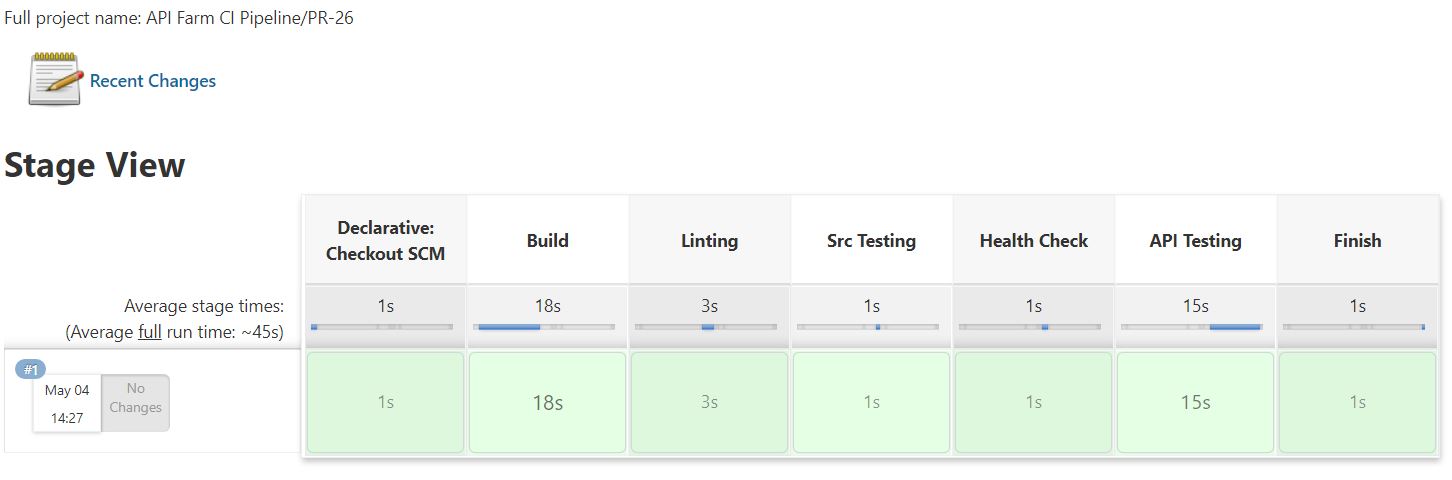 Full project name: API Farm CI Pipeline/PR-26
Recent Changes
Stage View
Declarative:
Checkout SCM
Build
Linting
Src Testing
Health Check
API Testing
Finish
Average stage times:
(Average full run time: ~45s)
1s
18s
3s
1s
1s
15s
1s
#1
May 04
14:27
No
Changes
1s
18s
3s
1s
1s
15s
1s